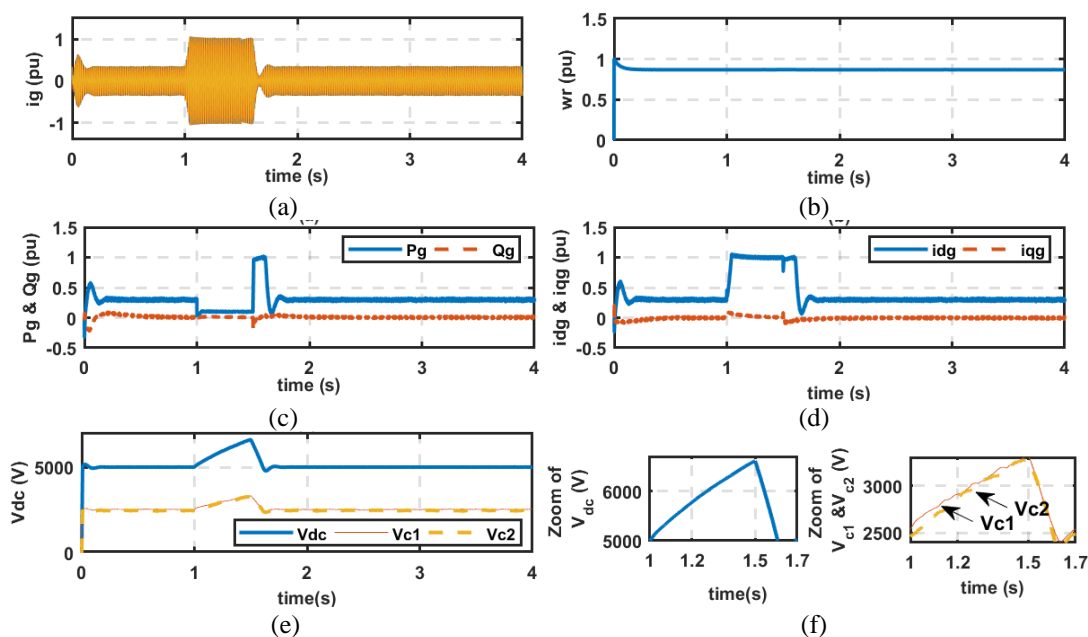 ig (pu)
1
0
-1
0 1 2 3 4
time (s)
(a)
wr (pu)
1.5
1
0.5
0
0 1 2 3 4
time (s)
(b)
Pg & Qg (pu)
1.5
1
0.5
0
-0.5
Pg Qg
0 1 2 3 4
time (s)
(c)
idg & iqg (pu)
1.5
1
0.5
0
-0.5
idg iqg
0 1 2 3 4
time (s)
(d)
Vdc (V)
5000
0
Vdc Vc1 Vc2
0 1 2 3 4
time(s)
(e)
Zoom of
Vdc (V)
6000
5000
1 1.2 1.5 1.7
time(s)
Zoom of
Vc1 &Vc2 (V)
3000
2500
Vc1
Vc2
1 1.2 1.5 1.7
time (s)
(f)